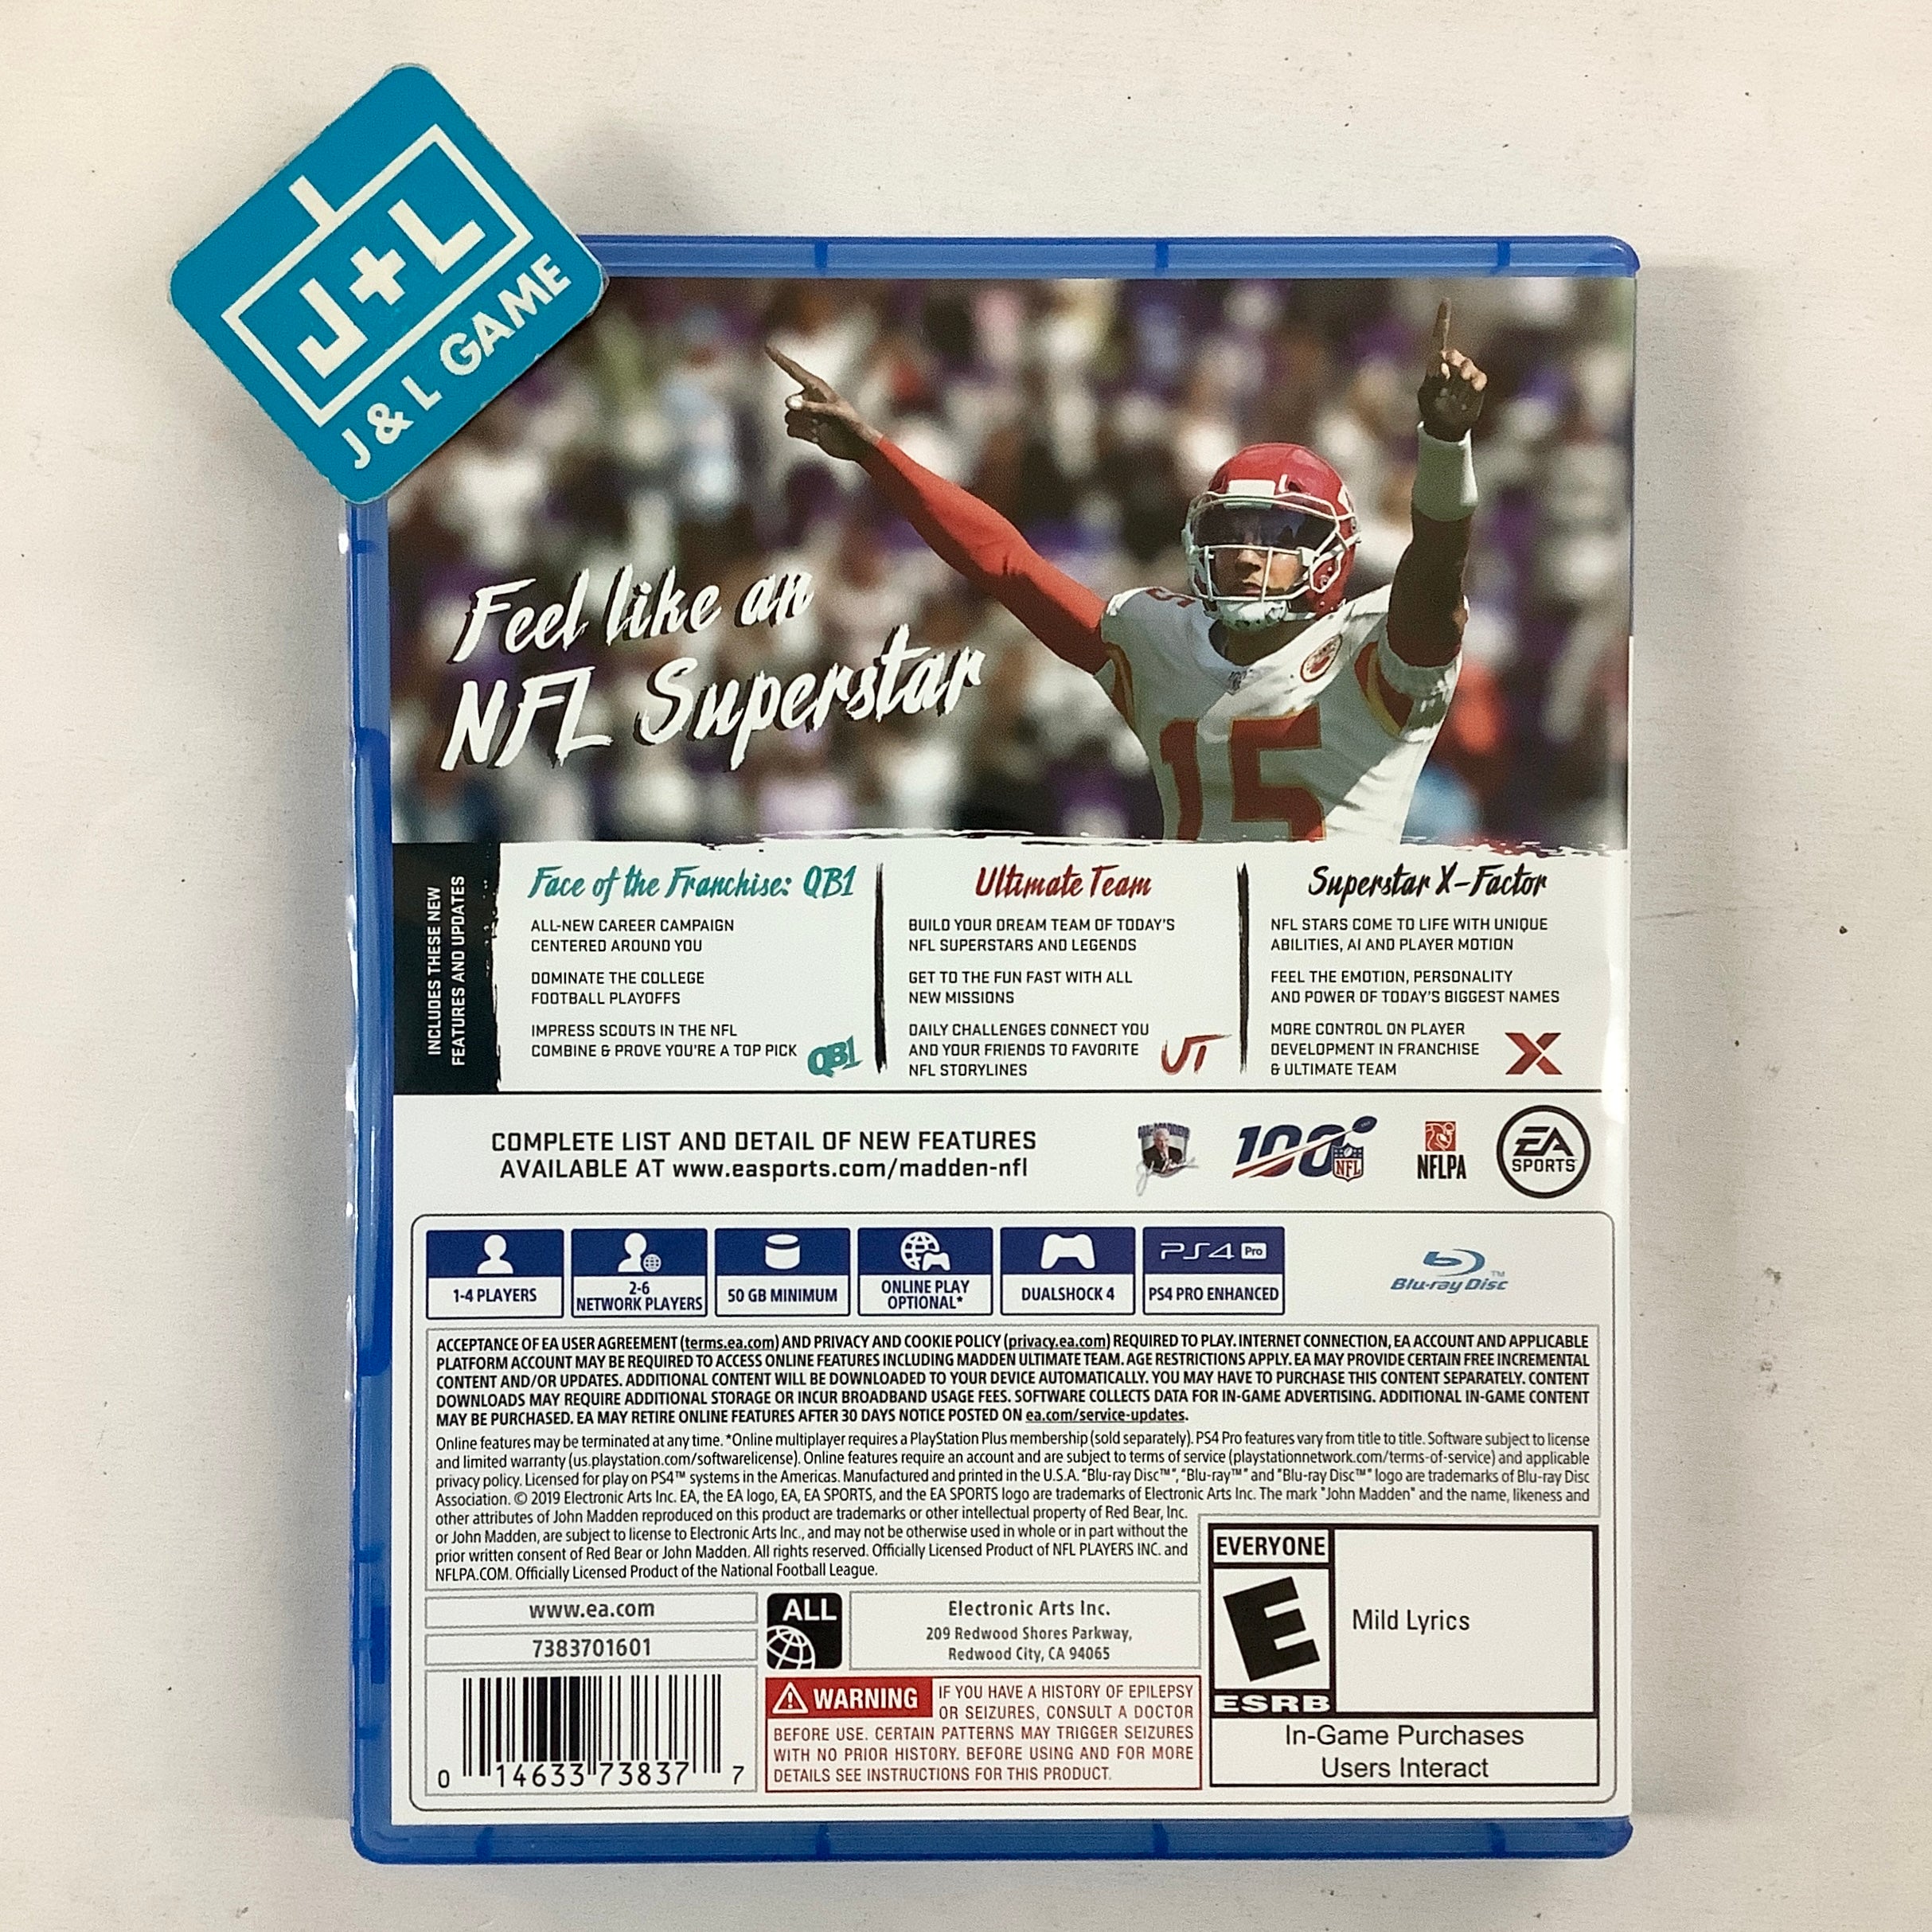 J+L
J & L GAME
Feel like an
NFL Superstar
15
INCLUDES THESE NEW
FEATURES AND UPDATES
Face of the Franchise: QB1
ALL-NEW CAREER CAMPAIGN
CENTERED AROUND YOU
DOMINATE THE COLLEGE
FOOTBALL PLAYOFFS
IMPRESS SCOUTS IN THE NFL
COMBINE & PROVE YOU'RE A TOP PICK
QB1
Ultimate Team
BUILD YOUR DREAM TEAM OF TODAY'S
NFL SUPERSTARS AND LEGENDS
GET TO THE FUN FAST WITH ALL
NEW MISSIONS
DAILY CHALLENGES CONNECT YOU
AND YOUR FRIENDS TO FAVORITE
NFL STORYLINES
UT
Superstar X-Factor
NFL STARS COME TO LIFE WITH UNIQUE
ABILITIES, AI AND PLAYER MOTION
FEEL THE EMOTION, PERSONALITY
AND POWER OF TODAY'S BIGGEST NAMES
MORE CONTROL ON PLAYER
DEVELOPMENT IN FRANCHISE
& ULTIMATE TEAM
X
COMPLETE LIST AND DETAIL OF NEW FEATURES
AVAILABLE AT www.easports.com/madden-nfl
100
NFL
NFLPA
EA
SPORTS
1-4 PLAYERS
2-6
NETWORK PLAYERS
50 GB MINIMUM
ONLINE PLAY
OPTIONAL*
DUALSHOCK 4
PS4 Pro
PS4 PRO ENHANCED
Blu-ray Disc™
ACCEPTANCE OF EA USER AGREEMENT (terms.ea.com) AND PRIVACY AND COOKIE POLICY (privacy.ea.com) REQUIRED TO PLAY. INTERNET CONNECTION, EA ACCOUNT AND APPLICABLE
PLATFORM ACCOUNT MAY BE REQUIRED TO ACCESS ONLINE FEATURES INCLUDING MADDEN ULTIMATE TEAM. AGE RESTRICTIONS APPLY. EA MAY PROVIDE CERTAIN FREE INCREMENTAL
CONTENT AND/OR UPDATES. ADDITIONAL CONTENT WILL BE DOWNLOADED TO YOUR DEVICE AUTOMATICALLY. YOU MAY HAVE TO PURCHASE THIS CONTENT SEPARATELY. CONTENT
DOWNLOADS MAY REQUIRE ADDITIONAL STORAGE OR INCUR BROADBAND USAGE FEES. SOFTWARE COLLECTS DATA FOR IN-GAME ADVERTISING. ADDITIONAL IN-GAME CONTENT
MAY BE PURCHASED. EA MAY RETIRE ONLINE FEATURES AFTER 30 DAYS NOTICE POSTED ON ea.com/service-updates.
Online features may be terminated at any time. *Online multiplayer requires a PlayStation Plus membership (sold separately). PS4 Pro features vary from title to title. Software subject to license
and limited warranty (us.playstation.com/softwarelicense). Online features require an account and are subject to terms of service (playstationnetwork.com/terms-of-service) and applicable
privacy policy. Licensed for play on PS4™ systems in the Americas. Manufactured and printed in the U.S.A. "Blu-ray Disc™", "Blu-ray™" and "Blu-ray Disc™" logo are trademarks of Blu-ray Disc
Association. © 2019 Electronic Arts Inc. EA, the EA logo, EA, EA SPORTS, and the EA SPORTS logo are trademarks of Electronic Arts Inc. The mark "John Madden" and the name, likeness and
other attributes of John Madden reproduced on this product are trademarks or other intellectual property of Red Bear, Inc.
or John Madden, are subject to license to Electronic Arts Inc., and may not be otherwise used in whole or in part without the
prior written consent of Red Bear or John Madden. All rights reserved. Officially Licensed Product of NFL PLAYERS INC. and
NFLPA.COM. Officially Licensed Product of the National Football League.
www.ea.com
7383701601
ALL
Electronic Arts Inc.
209 Redwood Shores Parkway,
Redwood City, CA 94065
0 14633 73837 7
WARNING IF YOU HAVE A HISTORY OF EPILEPSY
OR SEIZURES, CONSULT A DOCTOR
BEFORE USE. CERTAIN PATTERNS MAY TRIGGER SEIZURES
WITH NO PRIOR HISTORY. BEFORE USING AND FOR MORE
DETAILS SEE INSTRUCTIONS FOR THIS PRODUCT.
EVERYONE
E
ESRB
Mild Lyrics
In-Game Purchases
Users Interact